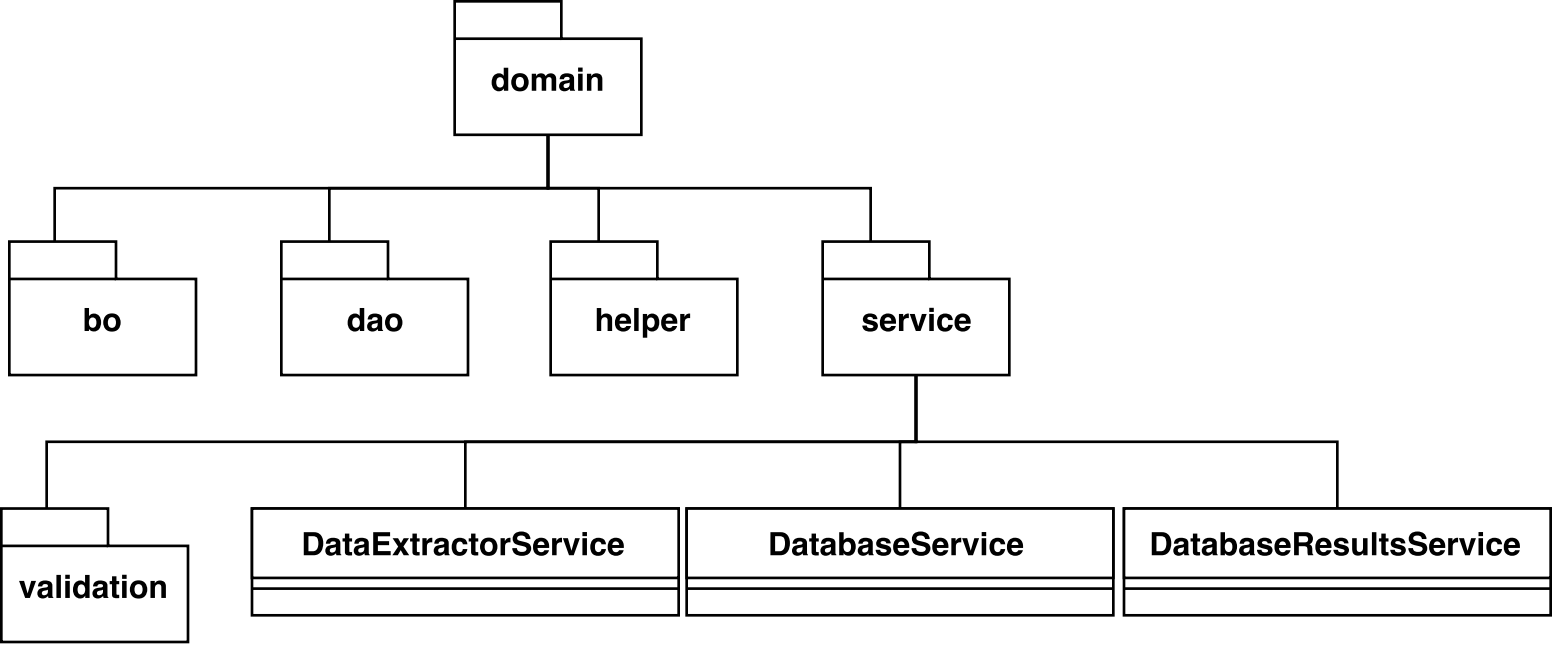 domain
bo
dao
helper
service
validation
DataExtractorService
DatabaseService
DatabaseResultsService